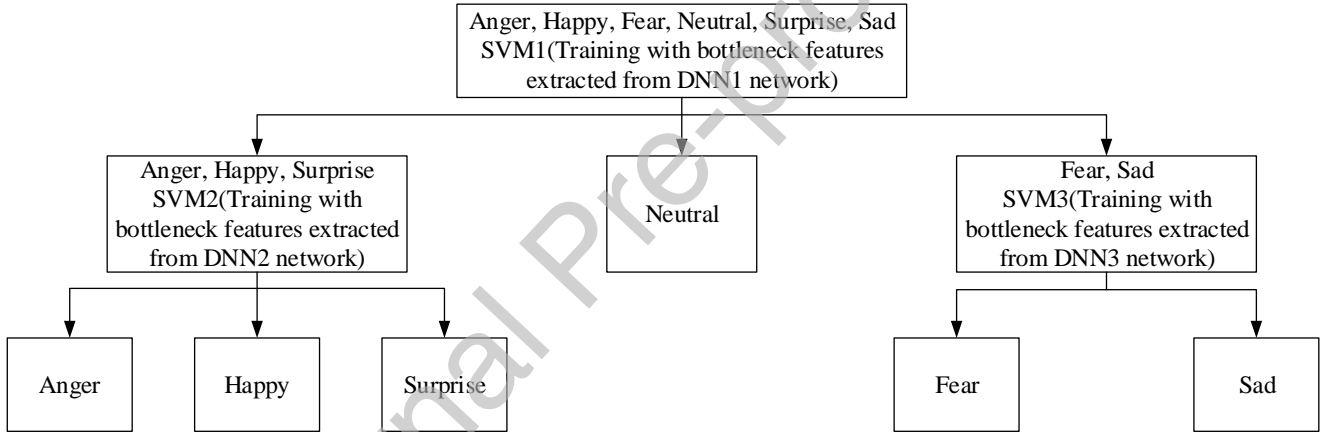 Anger, Happy, Fear, Neutral, Surprise, Sad
SVM1(Training with bottleneck features
extracted from DNN1 network)
Anger, Happy, Surprise
SVM2(Training with
bottleneck features extracted
from DNN2 network)
Neutral
Fear, Sad
SVM3(Training with
bottleneck features extracted
from DNN3 network)
Anger
Happy
Surprise
Fear
Sad